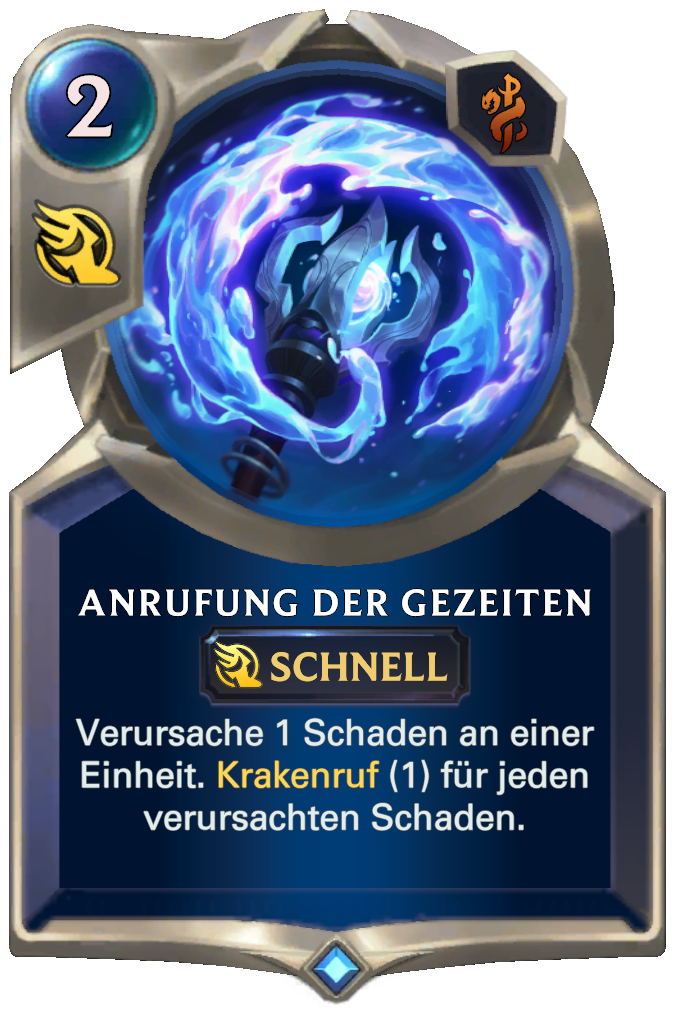 2
ANRUFUNG DER GEZEITEN
SCHNELL
Verursache 1 Schaden an einer
Einheit. Krakenruf (1) für jeden
verursachten Schaden.